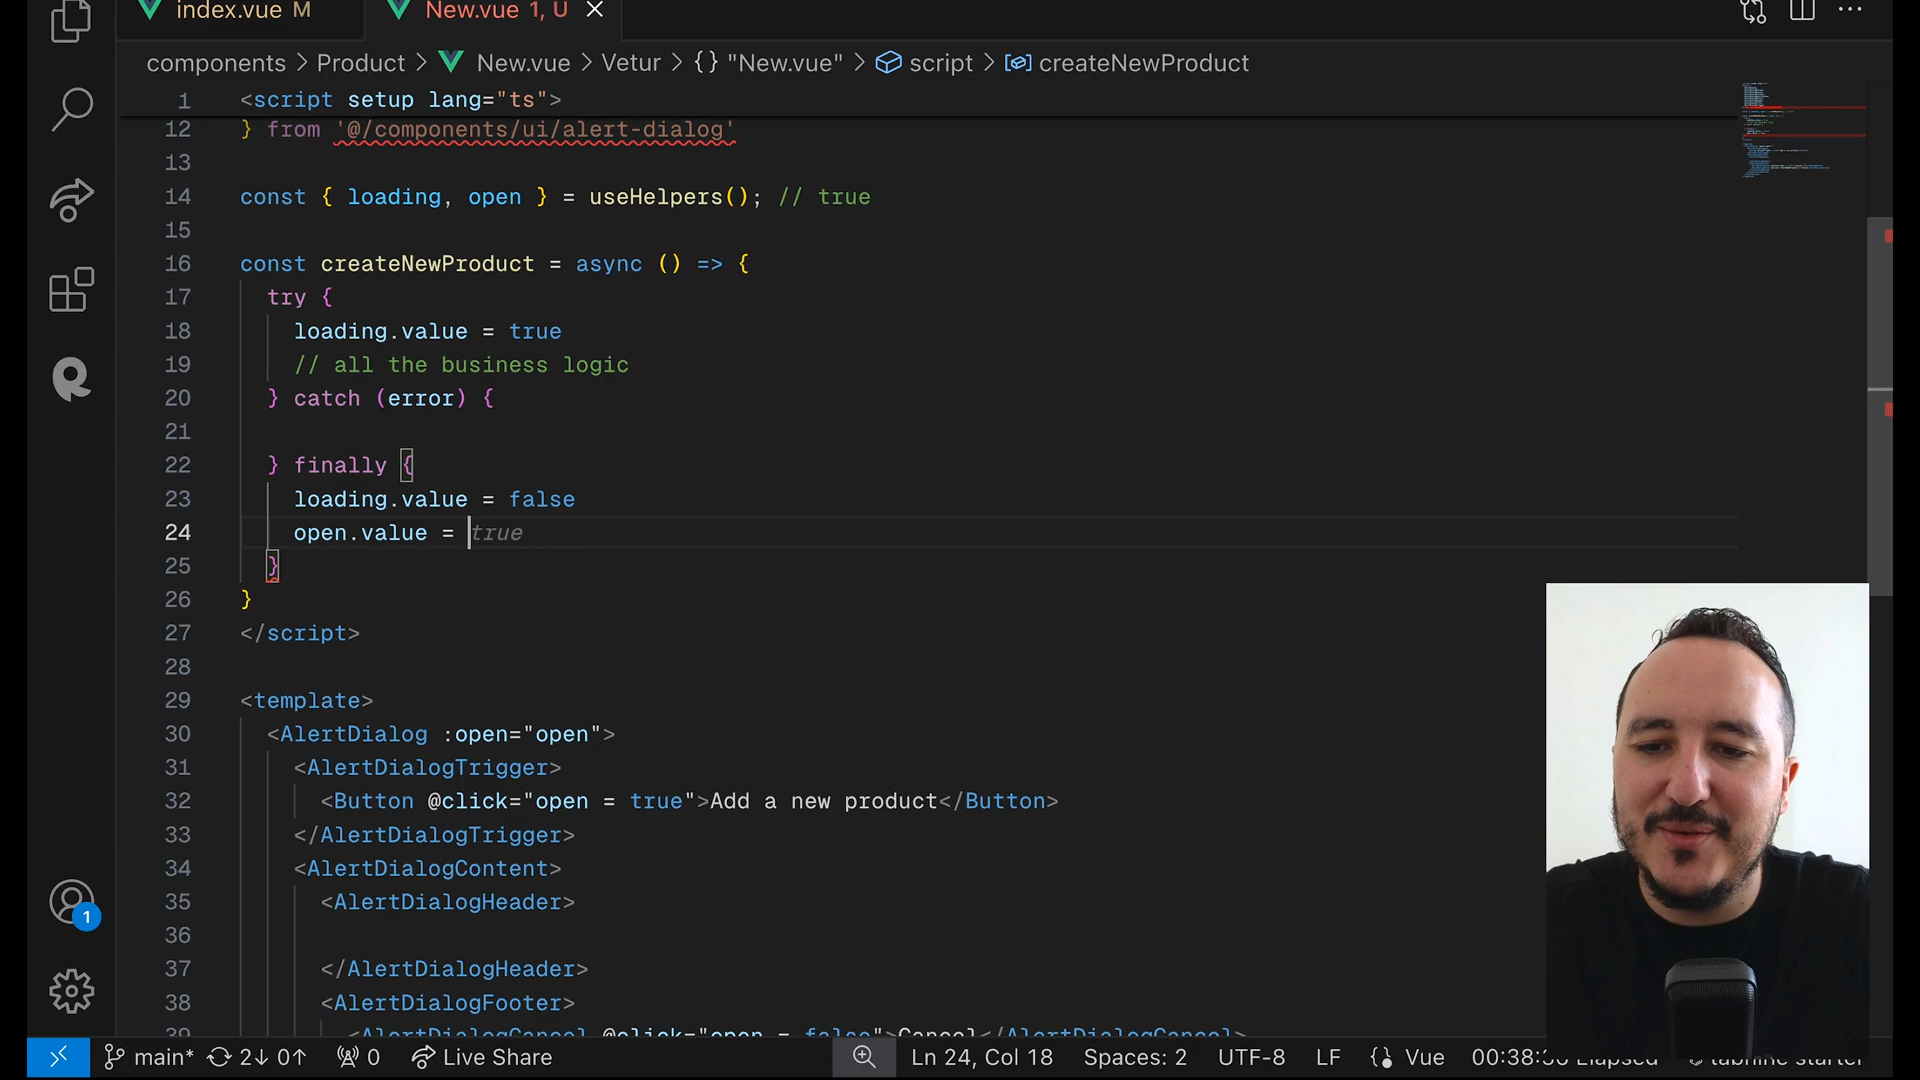 index.vue M
New.vue 1, U
components > Product > New.vue > Vetur > {} "New.vue" > script > createNewProduct
1 <script setup lang="ts">
12 } from '@/components/ui/alert-dialog'
13
14 const { loading, open } = useHelpers(); // true
15
16 const createNewProduct = async () => {
17 try {
18 loading.value = true
19 // all the business logic
20 } catch (error) {
21
22 } finally {
23 loading.value = false
24 open.value = true
25 }
26 }
27 </script>
28
29 <template>
30 <AlertDialog :open="open">
31 <AlertDialogTrigger>
32 <Button @click="open = true">Add a new product</Button>
33 </AlertDialogTrigger>
34 <AlertDialogContent>
35 <AlertDialogHeader>
36
37 </AlertDialogHeader>
38 <AlertDialogFooter>
39 <AlertDialogCancel @click="open = false">Cancel</AlertDialogCancel>
1
main* 2↓ 0↑ 0 Live Share Ln 24, Col 18 Spaces: 2 UTF-8 LF Vue Elapsed tabnine starter